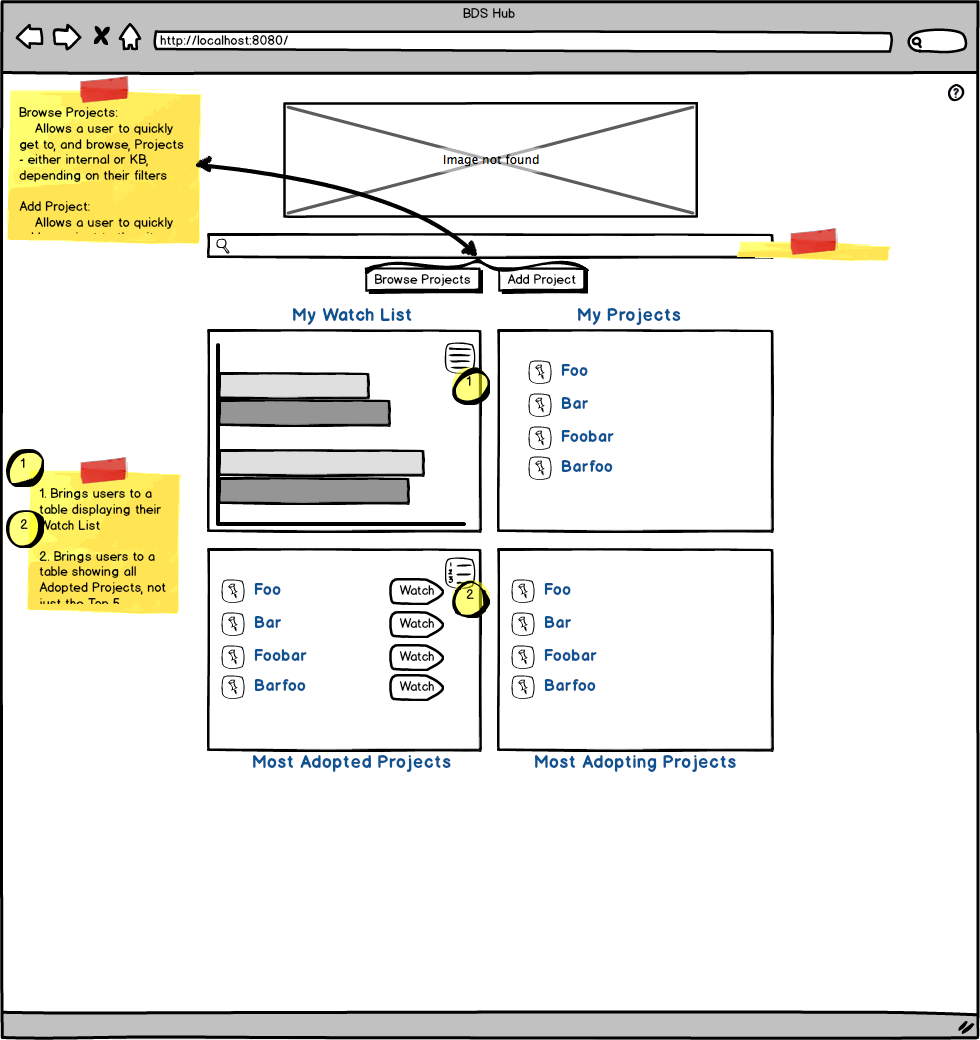 BDS Hub
http://localhost:8080/
?
Browse Projects:
Allows a user to quickly
get to, and browse, Projects
- either internal or KB,
depending on their filters
Add Project:
Allows a user to quickly
Image not found
Browse Projects
Add Project
My Watch List
My Projects
1
Foo
Bar
Foobar
Barfoo
1
2
1. Brings users to a
table displaying their
Watch List
2. Brings users to a
table showing all
Adopted Projects, not
just the Top 5
1
2
3
2
Foo
Watch
Bar
Watch
Foobar
Watch
Barfoo
Watch
Foo
Bar
Foobar
Barfoo
Most Adopted Projects
Most Adopting Projects